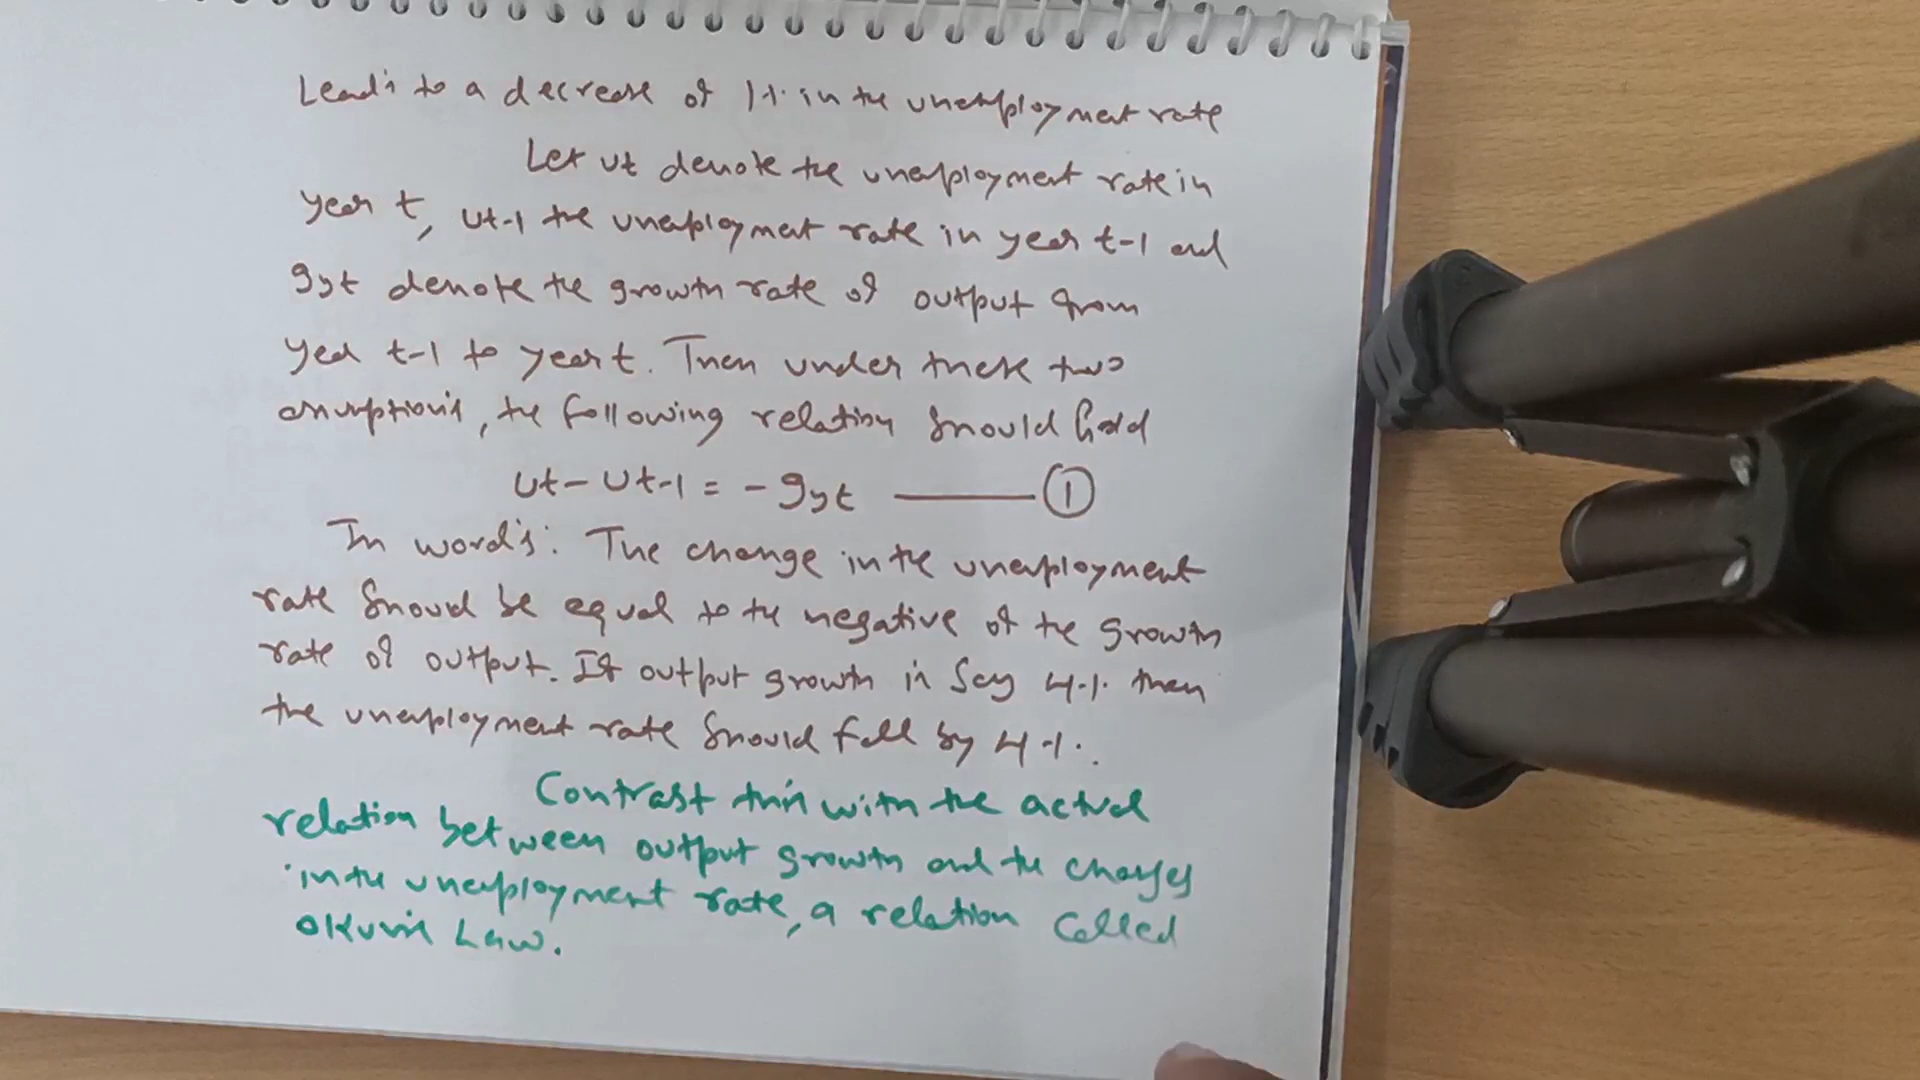 Leads to a decrease of 1% in the unemployment rate
Let ut denote the unemployment rate in
year t, ut-1 the unemployment rate in year t-1 and
gyt denote the growth rate of output from
year t-1 to year t. Then under these two
assumptions, the following relation should hold
ut - ut-1 = - gyt ——— ①
In words: The change in the unemployment
rate should be equal to the negative of the growth
rate of output. If output growth is say 4% then
the unemployment rate should fall by 4%.
Contrast this with the actual
relation between output growth and the changes
in the unemployment rate, a relation called
okun's Law.